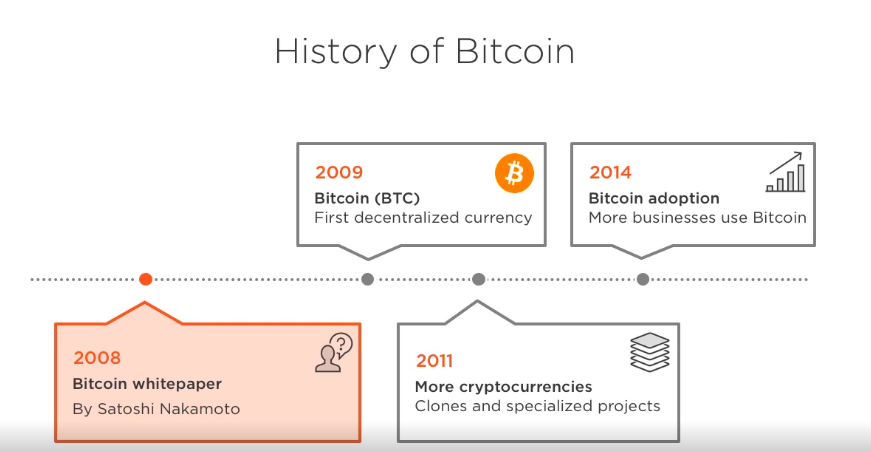 History of Bitcoin
2009
Bitcoin (BTC)
First decentralized currency
2014
Bitcoin adoption
More businesses use Bitcoin
2008
Bitcoin whitepaper
By Satoshi Nakamoto
2011
More cryptocurrencies
Clones and specialized projects